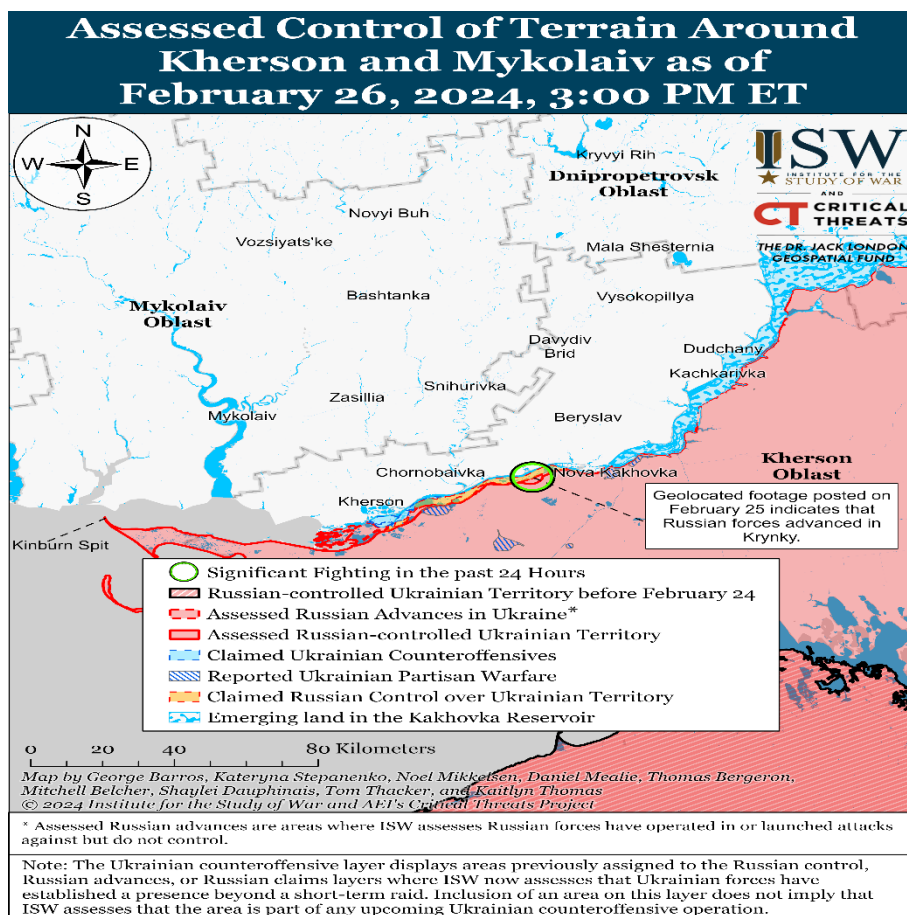 Assessed Control of Terrain Around
Kherson and Mykolaiv as of
February 26, 2024, 3:00 PM ET
N
W
E
S
Kryvyi Rih
Dnipropetrovsk
Oblast
ISW
INSTITUTE FOR THE
STUDY OF WAR
AND
CT CRITICAL
THREATS
THE DR. JACK LONDON
GEOSPATIAL FUND
Novyi Buh
Vozsiyats'ke
Mala Shesternia
Bashtanka
Vysokopillya
Mykolaiv
Oblast
Davydiv
Brid
Dudchany
Kachkarivka
Snihurivka
Zasillia
Mykolaiv
Beryslav
Chornobaivka
Nova Kakhovka
Kherson
Oblast
Kherson
Geolocated footage posted on
February 25 indicates that
Russian forces advanced in
Krynky.
Kinburn Spit
Significant Fighting in the past 24 Hours
Russian-controlled Ukrainian Territory before February 24
Assessed Russian Advances in Ukraine*
Assessed Russian-controlled Ukrainian Territory
Claimed Ukrainian Counteroffensives
Reported Ukrainian Partisan Warfare
Claimed Russian Control over Ukrainian Territory
Emerging land in the Kakhovka Reservoir
0 20 40 80 Kilometers
Map by George Barros, Kateryna Stepanenko, Noel Mikkelsen, Daniel Mealie, Thomas Bergeron,
Mitchell Belcher, Shaylei Dauphinais, Tom Thacker, and Kaitlyn Thomas
© 2024 Institute for the Study of War and AEI's Critical Threats Project
* Assessed Russian advances are areas where ISW assesses Russian forces have operated in or launched attacks
against but do not control.
Note: The Ukrainian counteroffensive layer displays areas previously assigned to the Russian control,
Russian advances, or Russian claims layers where ISW now assesses that Ukrainian forces have
established a presence beyond a short-term raid. Inclusion of an area on this layer does not imply that
ISW assesses that the area is part of any upcoming Ukrainian counteroffensive operation.